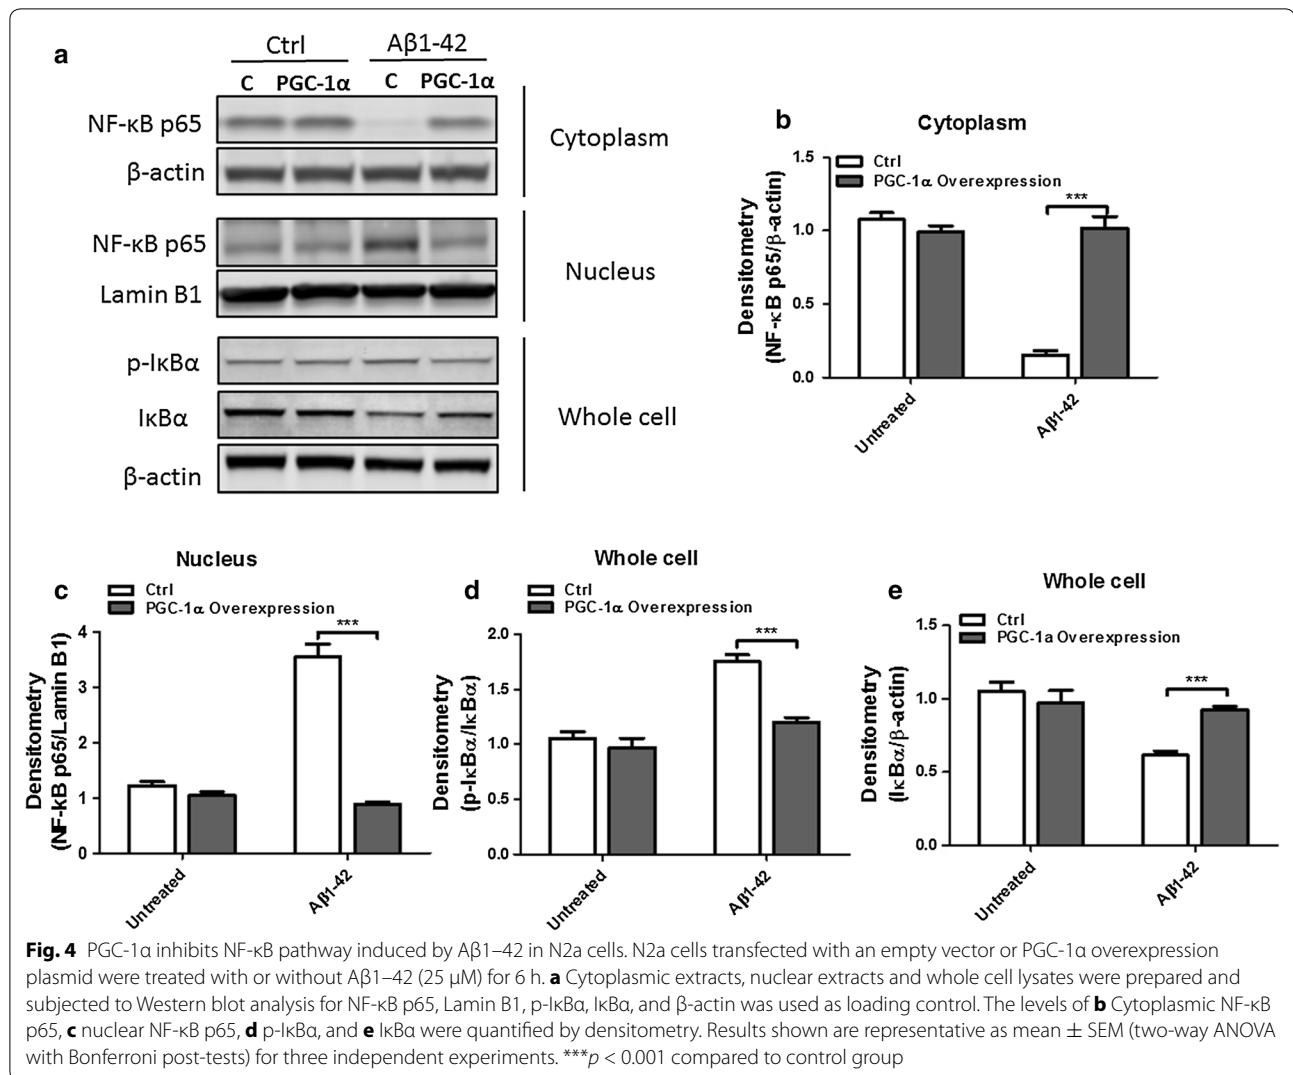 a
Ctrl Aβ1-42
C PGC-1α C PGC-1α
NF-κB p65
β-actin
Cytoplasm
NF-κB p65
Lamin B1
Nucleus
p-IκBα
IκBα
β-actin
Whole cell
b
Cytoplasm
Ctrl
PGC-1α Overexpression
Densitometry
(NF-κB p65/β-actin)
1.5
1.0
0.5
0.0
***
Untreated
Aβ1-42
c
Nucleus
Ctrl
PGC-1α Overexpression
Densitometry
(NF-kB p65/Lamin B1)
4
3
2
1
0
***
Untreated
Aβ1-42
d
Whole cell
Ctrl
PGC-1α Overexpression
Densitometry
(p-IκBα/IκBα)
2.0
1.5
1.0
0.5
0.0
***
Untreated
Aβ1-42
e
Whole cell
Ctrl
PGC-1a Overexpression
Densitometry
(IκBα/β-actin)
1.5
1.0
0.5
0.0
***
Untreated
Aβ1-42
Fig. 4 PGC-1α inhibits NF-κB pathway induced by Aβ1–42 in N2a cells. N2a cells transfected with an empty vector or PGC-1α overexpression
plasmid were treated with or without Aβ1–42 (25 μM) for 6 h. a Cytoplasmic extracts, nuclear extracts and whole cell lysates were prepared and
subjected to Western blot analysis for NF-κB p65, Lamin B1, p-IκBα, IκBα, and β-actin was used as loading control. The levels of b Cytoplasmic NF-κB
p65, c nuclear NF-κB p65, d p-IκBα, and e IκBα were quantified by densitometry. Results shown are representative as mean ± SEM (two-way ANOVA
with Bonferroni post-tests) for three independent experiments. ***p < 0.001 compared to control group